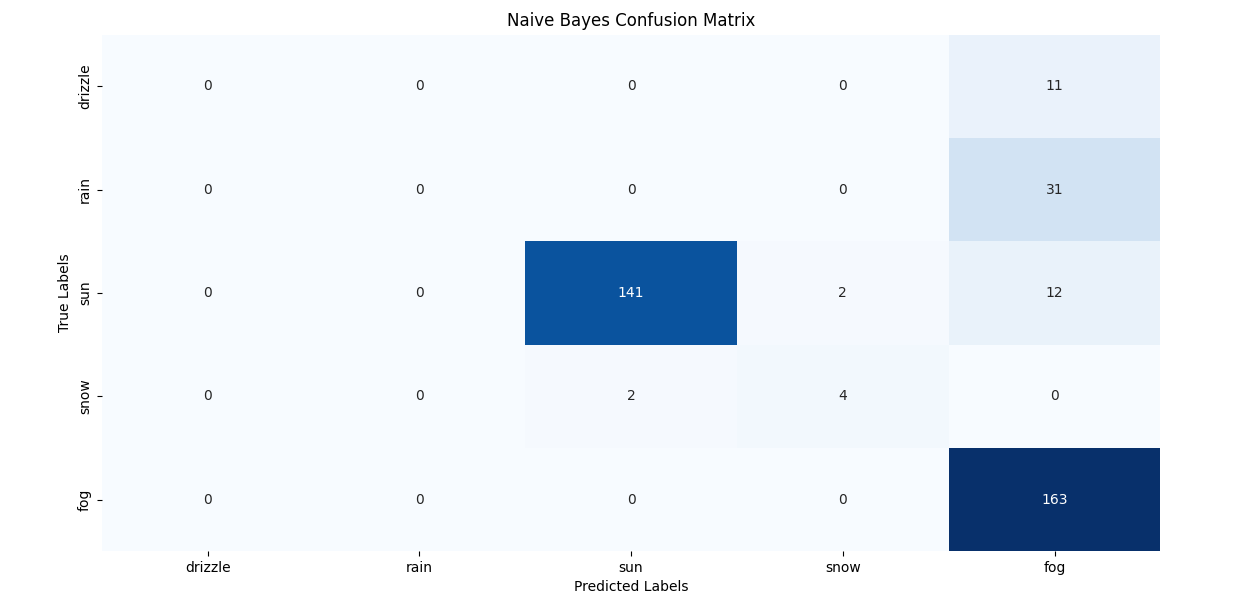 Naive Bayes Confusion Matrix
True Labels
drizzle 0 0 0 0 11
rain 0 0 0 0 31
sun 0 0 141 2 12
snow 0 0 2 4 0
fog 0 0 0 0 163
drizzle rain sun snow fog
Predicted Labels